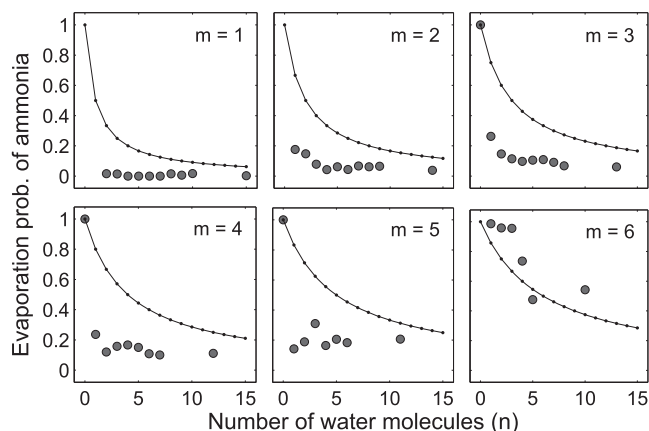 m = 1
m = 2
m = 3
1
0.8
0.6
0.4
0.2
0
m = 4
m = 5
m = 6
1
0.8
0.6
0.4
0.2
0
0 5 10 15
0 5 10 15
0 5 10 15
Evaporation prob. of ammonia
Number of water molecules (n)